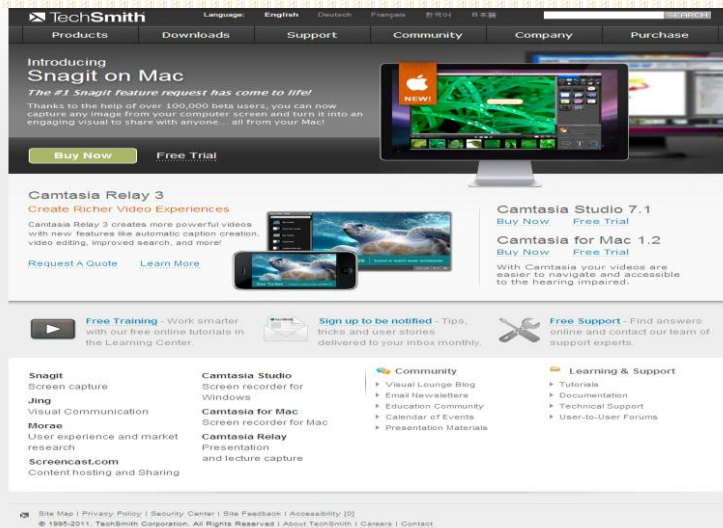 TechSmith
Language: English Deutsch Français 한국어 日本語 SEARCH
Products Downloads Support Community Company Purchase
Introducing
Snagit on Mac
The #1 Snagit feature request has come to life!
Thanks to the help of over 100,000 beta users, you can now
capture any image from your computer screen and turn it into an
engaging visual to share with anyone... all from your Mac!
Buy Now Free Trial
NEW!
Camtasia Relay 3
Create Richer Video Experiences
Camtasia Relay 3 creates more powerful videos
with new features like automatic caption creation,
video editing, improved search, and more!
Request A Quote Learn More
Camtasia Studio 7.1
Buy Now Free Trial
Camtasia for Mac 1.2
Buy Now Free Trial
With Camtasia your videos are
easier to navigate and accessible
to the hearing impaired.
Free Training - Work smarter
with our free online tutorials in
the Learning Center.
Sign up to be notified - Tips,
tricks and user stories
delivered to your inbox monthly.
Free Support - Find answers
online and contact our team of
support experts.
Snagit
Screen capture
Jing
Visual Communication
Morae
User experience and market
research
Screencast.com
Content hosting and Sharing
Camtasia Studio
Screen recorder for
Windows
Camtasia for Mac
Screen recorder for Mac
Camtasia Relay
Presentation
and lecture capture
Community
Visual Lounge Blog
Email Newsletters
Education Community
Calendar of Events
Presentation Materials
Learning & Support
Tutorials
Documentation
Technical Support
User-to-User Forums
Site Map | Privacy Policy | Security Center | Site Feedback | Accessibility [0]
© 1995-2011, TechSmith Corporation, All Rights Reserved | About TechSmith | Careers | Contact